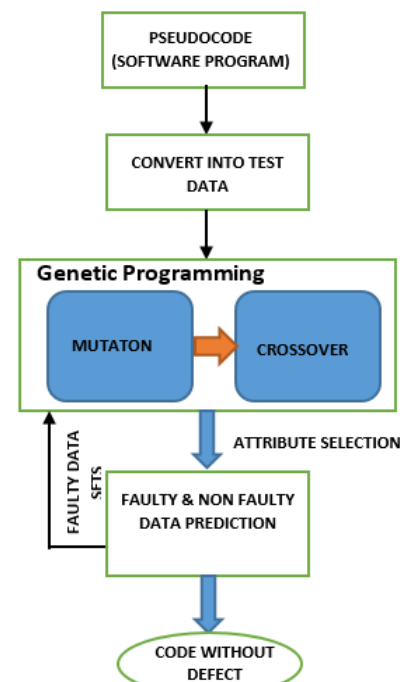 PSEUDOCODE
(SOFTWARE PROGRAM)
CONVERT INTO TEST
DATA
Genetic Programming
MUTATON
CROSSOVER
ATTRIBUTE SELECTION
FAULTY DATA
SETS
FAULTY & NON FAULTY
DATA PREDICTION
CODE WITHOUT
DEFECT